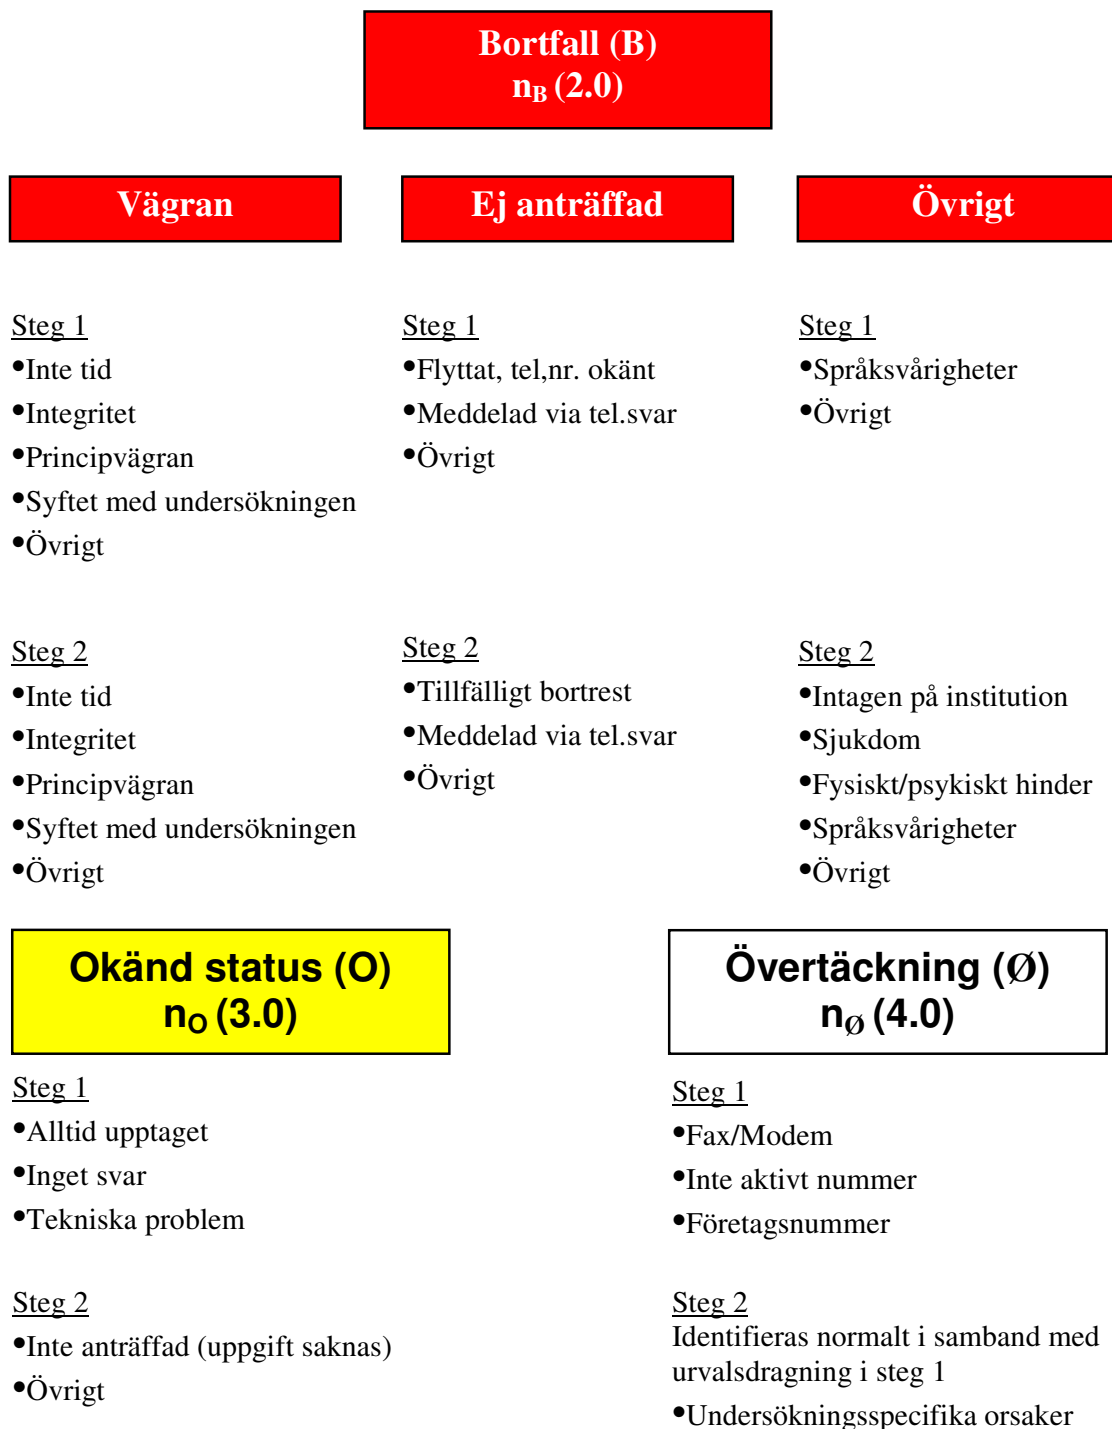 Bortfall (B)
nB (2.0)
Vägran
Ej anträffad
Övrigt
Steg 1
•Inte tid
•Integritet
•Principvägran
•Syftet med undersökningen
•Övrigt
Steg 1
•Flyttat, tel,nr. okänt
•Meddelad via tel.svar
•Övrigt
Steg 1
•Språksvårigheter
•Övrigt
Steg 2
•Inte tid
•Integritet
•Principvägran
•Syftet med undersökningen
•Övrigt
Steg 2
•Tillfälligt bortrest
•Meddelad via tel.svar
•Övrigt
Steg 2
•Intagen på institution
•Sjukdom
•Fysiskt/psykiskt hinder
•Språksvårigheter
•Övrigt
Okänd status (O)
nO (3.0)
Steg 1
•Alltid upptaget
•Inget svar
•Tekniska problem
Steg 2
•Inte anträffad (uppgift saknas)
•Övrigt
Övertäckning (Ø)
nØ (4.0)
Steg 1
•Fax/Modem
•Inte aktivt nummer
•Företagsnummer
Steg 2
Identifieras normalt i samband med
urvalsdragning i steg 1
•Undersökningsspecifika orsaker